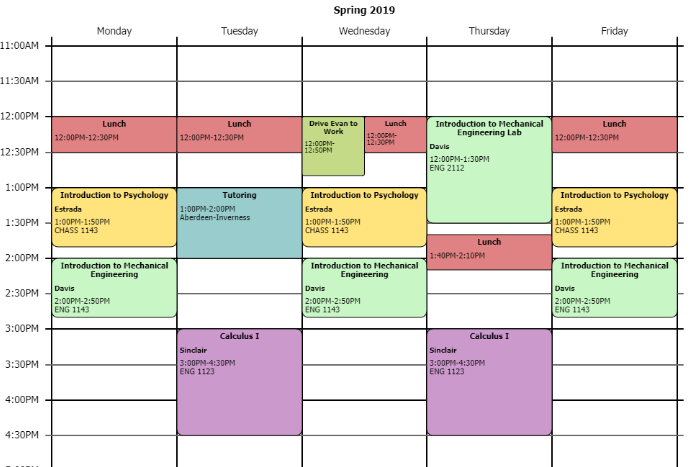 Spring 2019
Monday Tuesday Wednesday Thursday Friday
11:00AM
11:30AM
12:00PM
Lunch
12:00PM-12:30PM
Lunch
12:00PM-12:30PM
Drive Evan to
Work
12:00PM-
12:50PM
Lunch
12:00PM-
12:30PM
Introduction to Mechanical
Engineering Lab
Davis
12:00PM-1:30PM
ENG 2112
Lunch
12:00PM-12:30PM
12:30PM
1:00PM
Introduction to Psychology
Estrada
1:00PM-1:50PM
CHASS 1143
Tutoring
1:00PM-2:00PM
Aberdeen-Inverness
Introduction to Psychology
Estrada
1:00PM-1:50PM
CHASS 1143
Introduction to Psychology
Estrada
1:00PM-1:50PM
CHASS 1143
1:30PM
Lunch
1:40PM-2:10PM
2:00PM
Introduction to Mechanical
Engineering
Davis
2:00PM-2:50PM
ENG 1143
Introduction to Mechanical
Engineering
Davis
2:00PM-2:50PM
ENG 1143
Introduction to Mechanical
Engineering
Davis
2:00PM-2:50PM
ENG 1143
2:30PM
3:00PM
Calculus I
Sinclair
3:00PM-4:30PM
ENG 1123
Calculus I
Sinclair
3:00PM-4:30PM
ENG 1123
3:30PM
4:00PM
4:30PM